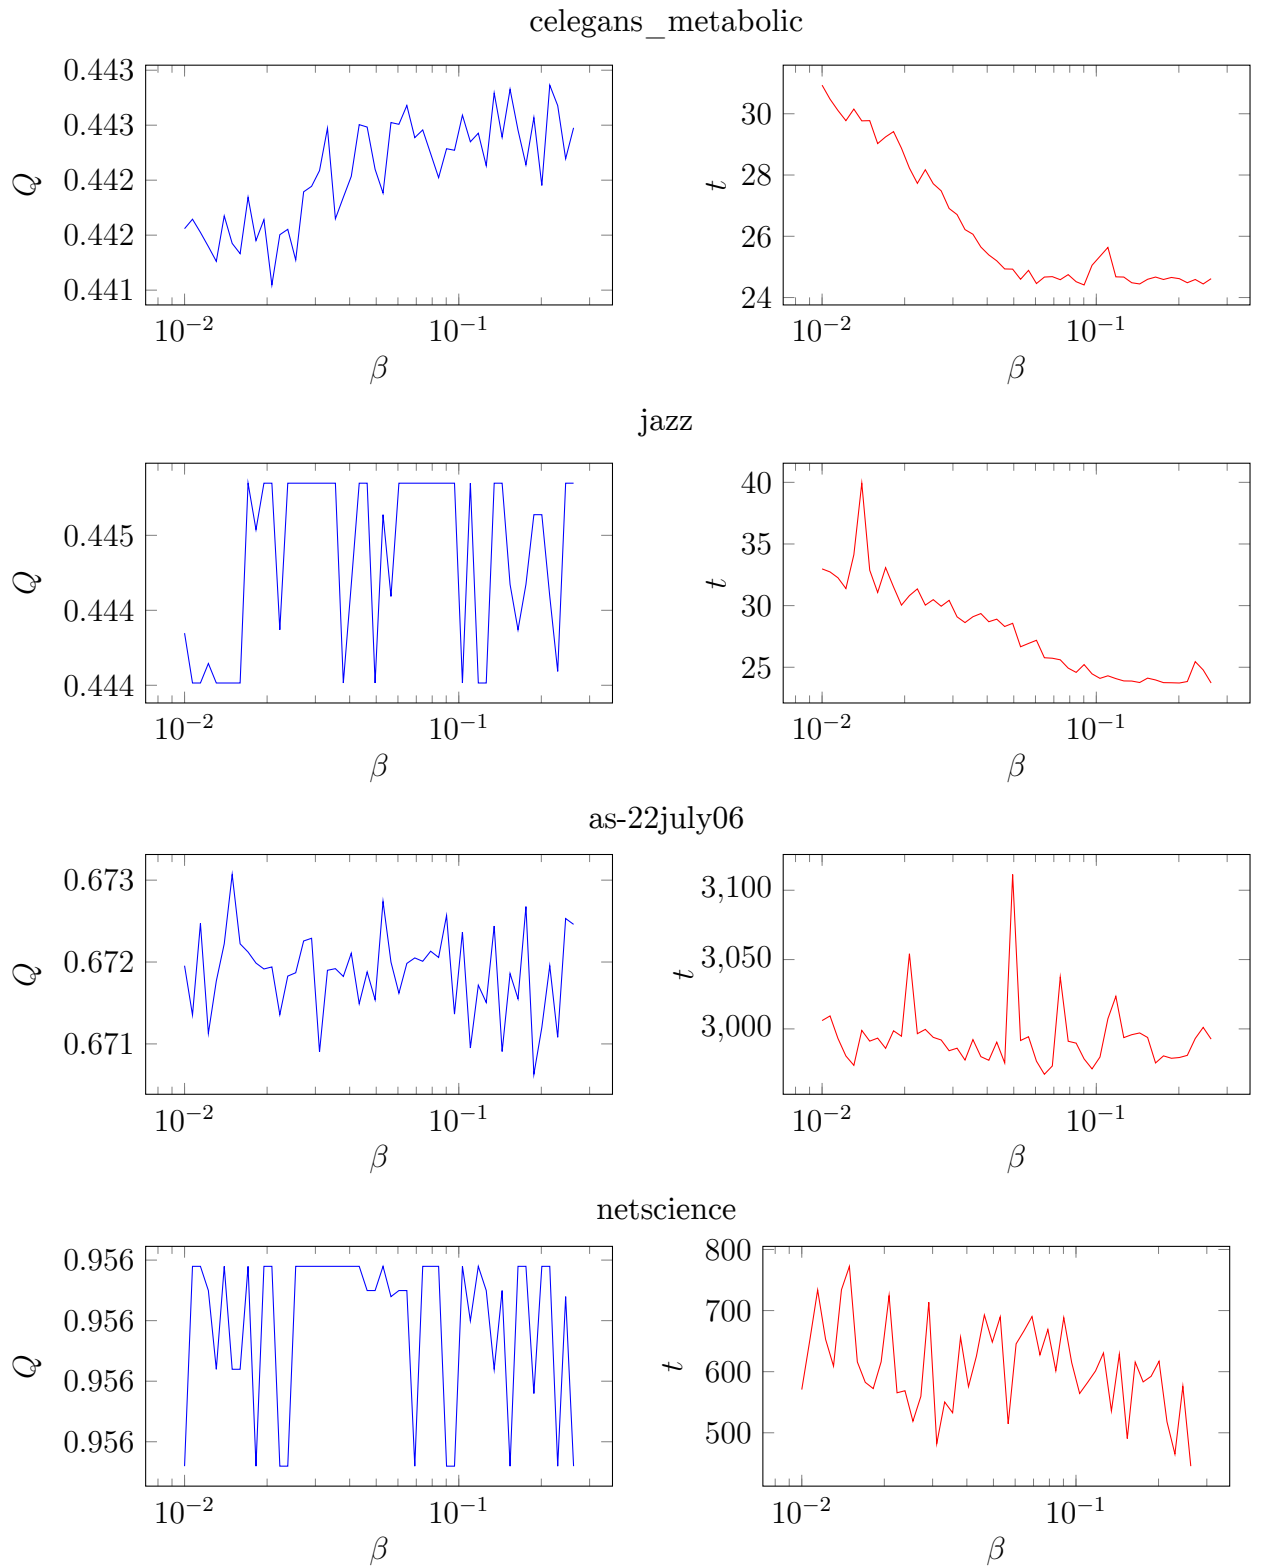 celegans_metabolic
0.443
0.443
0.442
0.442
0.441
Q
10⁻² 10⁻¹
β
30
28
26
24
t
10⁻² 10⁻¹
β
jazz
0.445
0.444
0.444
Q
10⁻² 10⁻¹
β
40
35
30
25
t
10⁻² 10⁻¹
β
as-22july06
0.673
0.672
0.671
Q
10⁻² 10⁻¹
β
3,100
3,050
3,000
t
10⁻² 10⁻¹
β
netscience
0.956
0.956
0.956
0.956
Q
10⁻² 10⁻¹
β
800
700
600
500
t
10⁻² 10⁻¹
β